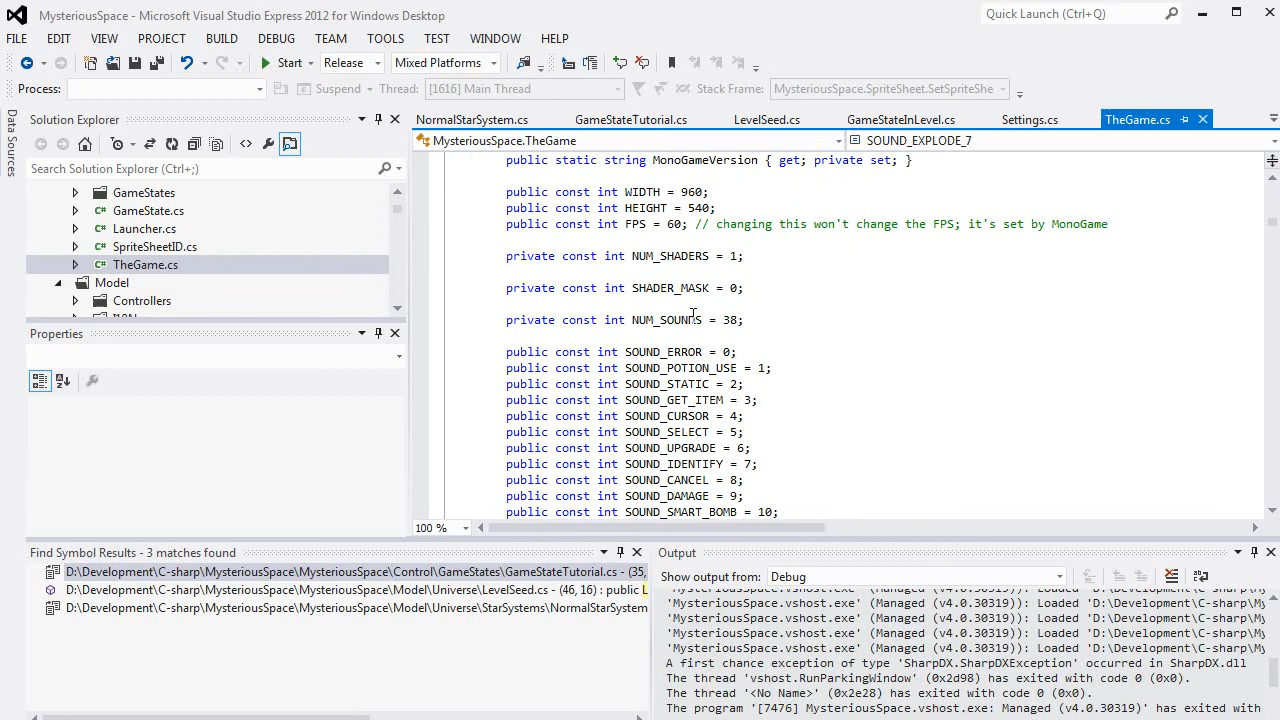 MysteriousSpace - Microsoft Visual Studio Express 2012 for Windows Desktop
Quick Launch (Ctrl+Q)
FILE EDIT VIEW PROJECT BUILD DEBUG TEAM TOOLS TEST WINDOW HELP
Start Release Mixed Platforms
Process: Suspend Thread: [1616] Main Thread Stack Frame: MysteriousSpace.SpriteSheet.SetSpriteShe
Data Sources
Solution Explorer
Search Solution Explorer (Ctrl+;)
GameStates
GameState.cs
Launcher.cs
SpriteSheetID.cs
TheGame.cs
Model
Controllers
Properties
NormalStarSystem.cs GameStateTutorial.cs LevelSeed.cs GameStateInLevel.cs Settings.cs TheGame.cs
MysteriousSpace.TheGame SOUND_EXPLODE_7
public static string MonoGameVersion { get; private set; }
public const int WIDTH = 960;
public const int HEIGHT = 540;
public const int FPS = 60; // changing this won't change the FPS; it's set by MonoGame
private const int NUM_SHADERS = 1;
private const int SHADER_MASK = 0;
private const int NUM_SOUNDS = 38;
public const int SOUND_ERROR = 0;
public const int SOUND_POTION_USE = 1;
public const int SOUND_STATIC = 2;
public const int SOUND_GET_ITEM = 3;
public const int SOUND_CURSOR = 4;
public const int SOUND_SELECT = 5;
public const int SOUND_UPGRADE = 6;
public const int SOUND_IDENTIFY = 7;
public const int SOUND_CANCEL = 8;
public const int SOUND_DAMAGE = 9;
public const int SOUND_SMART_BOMB = 10;
100 %
Find Symbol Results - 3 matches found
D:\Development\C-sharp\MysteriousSpace\MysteriousSpace\Control\GameStates\GameStateTutorial.cs - (35,
D:\Development\C-sharp\MysteriousSpace\MysteriousSpace\Model\Universe\LevelSeed.cs - (46, 16) : public L
D:\Development\C-sharp\MysteriousSpace\MysteriousSpace\Model\Universe\StarSystems\NormalStarSystem
Output
Show output from: Debug
'MysteriousSpace.vshost.exe' (Managed (v4.0.30319)): Loaded 'D:\Development\C-sharp\My
'MysteriousSpace.vshost.exe' (Managed (v4.0.30319)): Loaded 'D:\Development\C-sharp\My
'MysteriousSpace.vshost.exe' (Managed (v4.0.30319)): Loaded 'D:\Development\C-sharp\My
'MysteriousSpace.vshost.exe' (Managed (v4.0.30319)): Loaded 'D:\Development\C-sharp\My
'MysteriousSpace.vshost.exe' (Managed (v4.0.30319)): Loaded 'D:\Development\C-sharp\My
A first chance exception of type 'SharpDX.SharpDXException' occurred in SharpDX.dll
The thread 'vshost.RunParkingWindow' (0x2d98) has exited with code 0 (0x0).
The thread '<No Name>' (0x2e28) has exited with code 0 (0x0).
The program '[7476] MysteriousSpace.vshost.exe: Managed (v4.0.30319)' has exited with